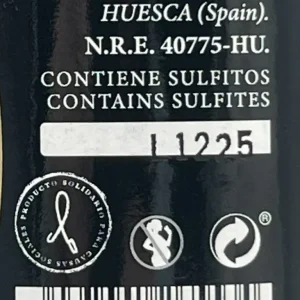 HUESCA (Spain).
N.R.E. 40775-HU.
CONTIENE SULFITOS
CONTAINS SULFITES
L1225
PRODUCTO SOLIDARIO PARA CAUSAS SOCIALES
®